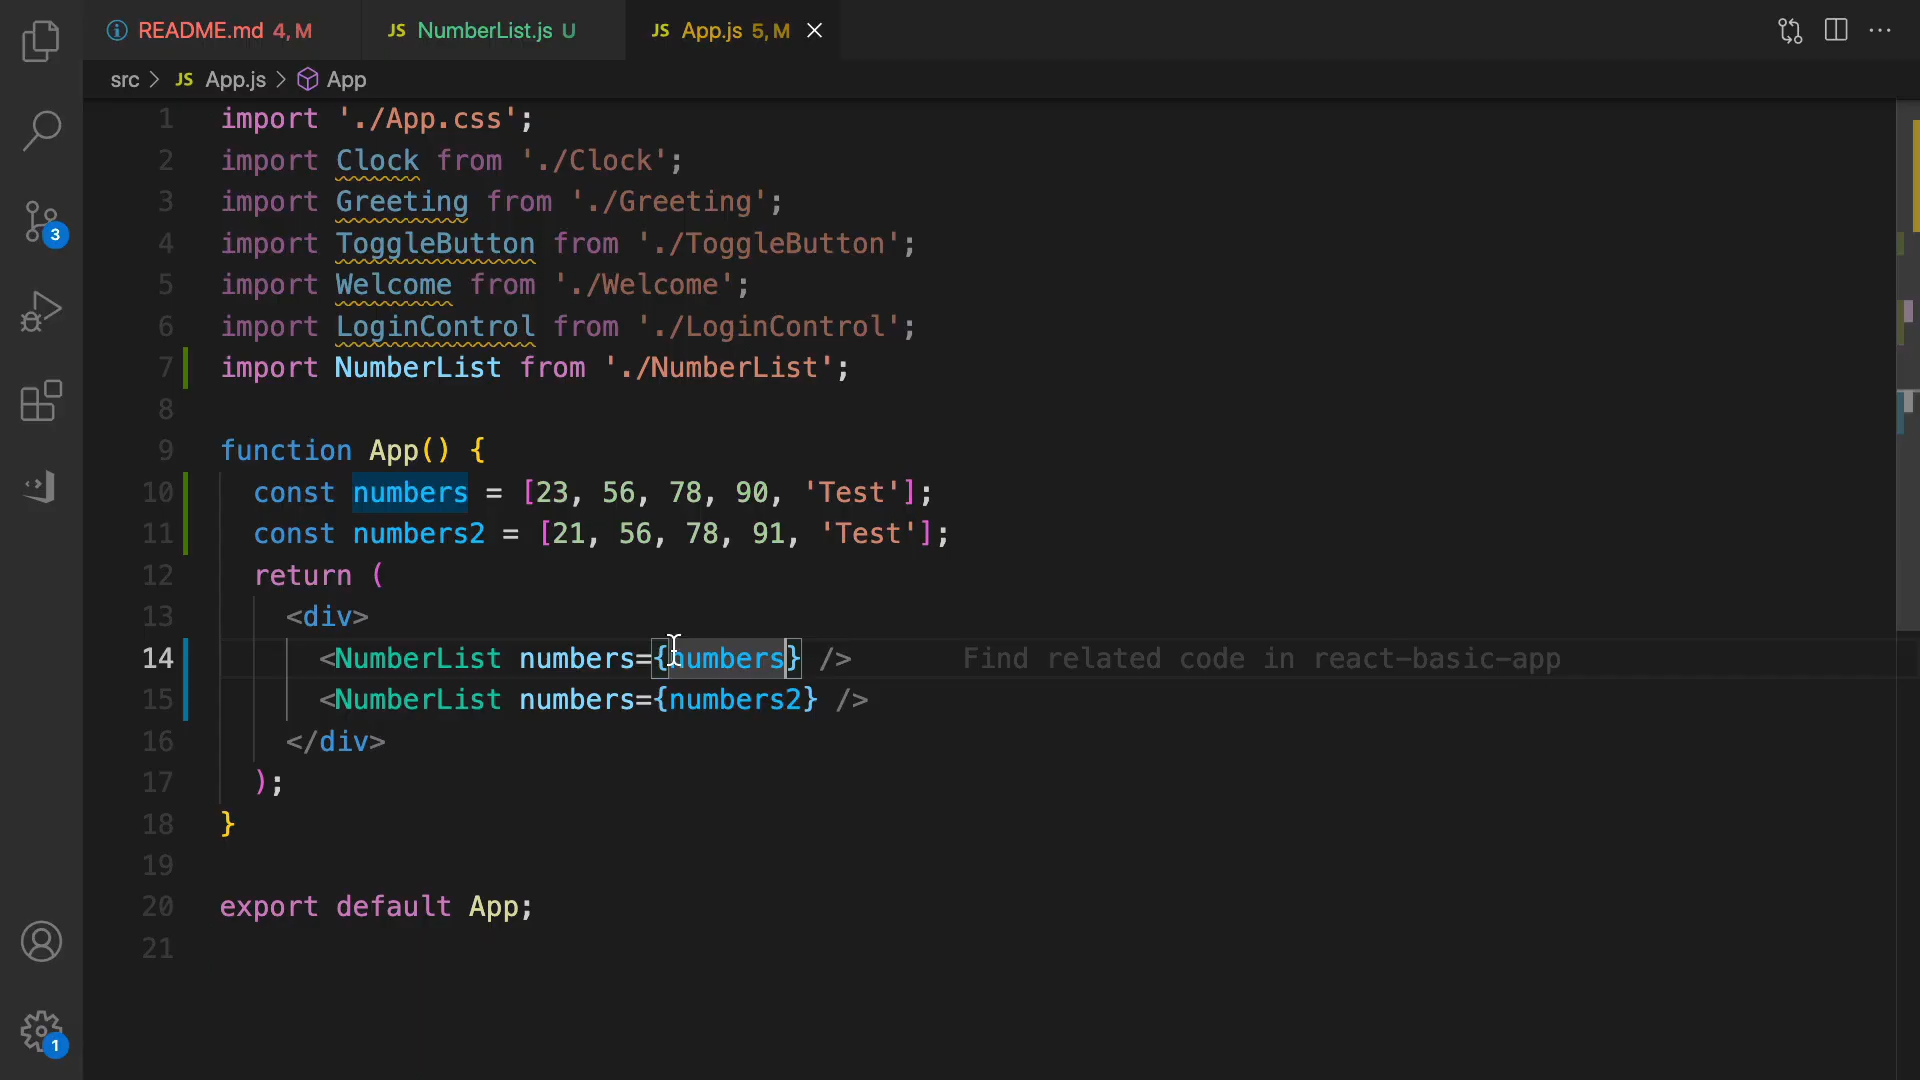 README.md 4, M
JS NumberList.js U
JS App.js 5, M
src > JS App.js > App
1 import './App.css';
2 import Clock from './Clock';
3 import Greeting from './Greeting';
4 import ToggleButton from './ToggleButton';
5 import Welcome from './Welcome';
6 import LoginControl from './LoginControl';
7 import NumberList from './NumberList';
8
9 function App() {
10 const numbers = [23, 56, 78, 90, 'Test'];
11 const numbers2 = [21, 56, 78, 91, 'Test'];
12 return (
13 <div>
14 <NumberList numbers={numbers} /> Find related code in react-basic-app
15 <NumberList numbers={numbers2} />
16 </div>
17 );
18 }
19
20 export default App;
21
3
1